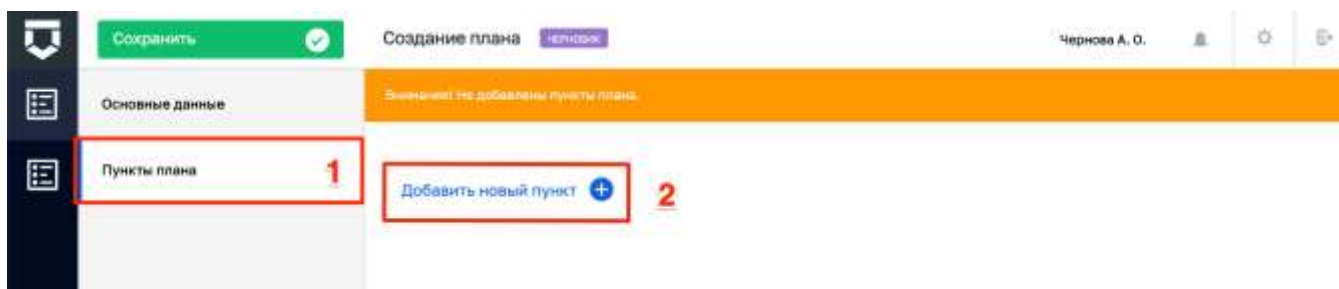 Сохранить
Создание плана ЧЕРНОВИК
Чернова А. О.
Основные данные
Внимание! Не добавлены пункты плана.
Пункты плана 1
Добавить новый пункт 2